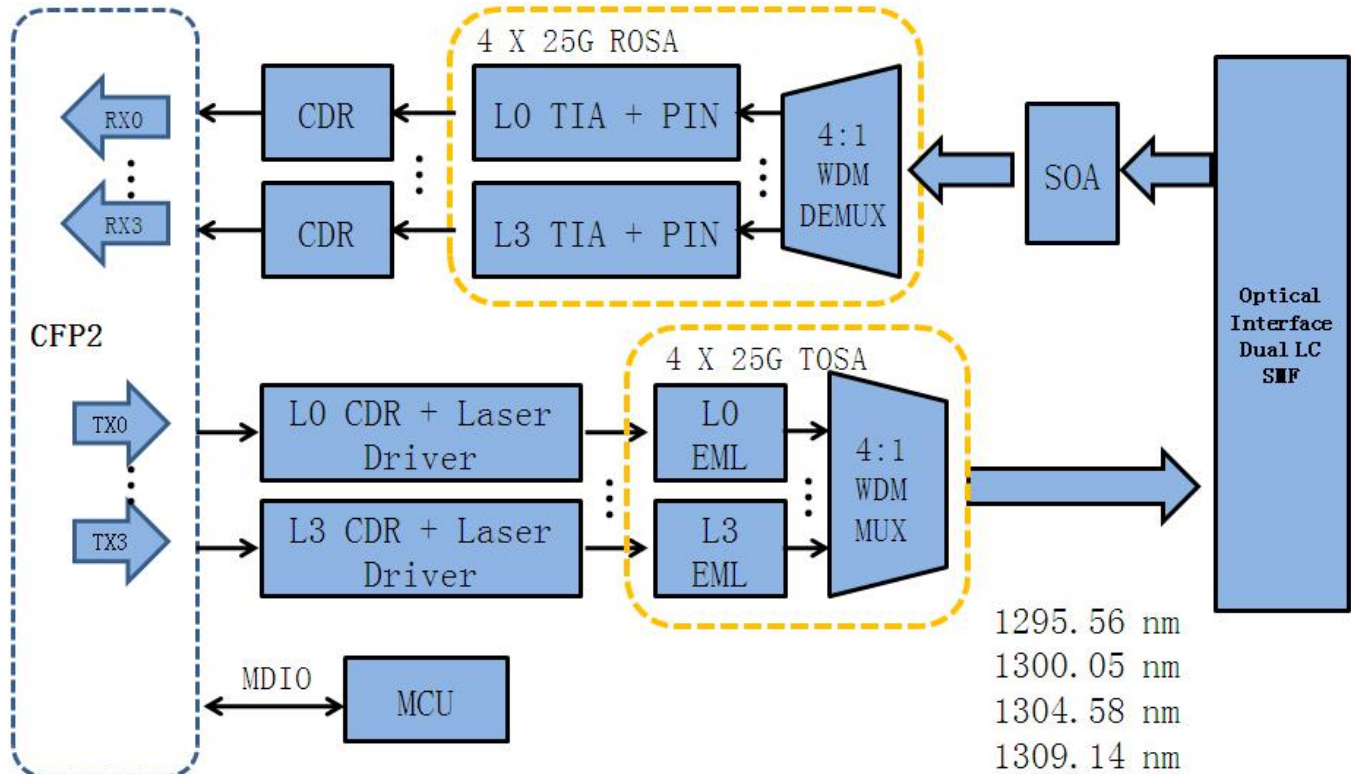 4 X 25G ROSA
RX0
CDR
L0 TIA + PIN
4:1
WDM
DEMUX
SOA
RX3
CDR
L3 TIA + PIN
Optical
Interface
Dual LC
SMF
CFP2
4 X 25G TOSA
TX0
L0 CDR + Laser
Driver
L0
EML
4:1
WDM
MUX
TX3
L3 CDR + Laser
Driver
L3
EML
1295.56 nm
1300.05 nm
1304.58 nm
1309.14 nm
MDIO
MCU